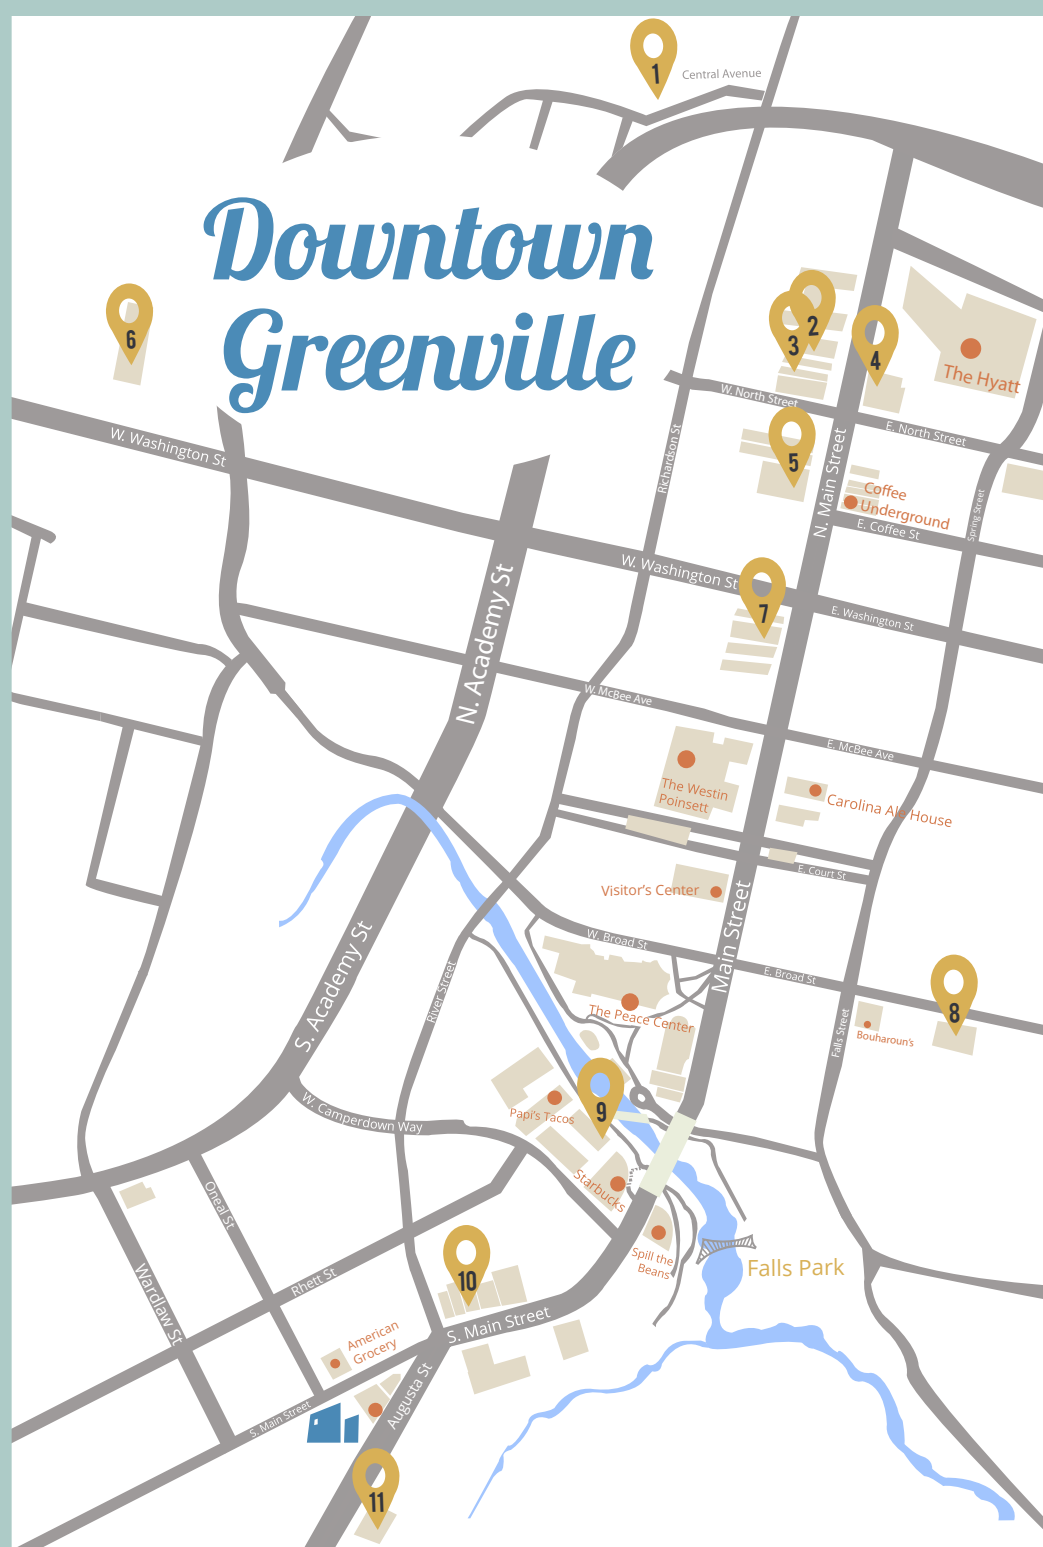 1
Central Avenue
Downtown
Greenville
2
3
4
6
The Hyatt
W. North Street
E. North Street
W. Washington St
Richardson St
5
N. Main Street
Coffee
Underground
E. Coffee St
Spring Street
W. Washington St
7
E. Washington St
N. Academy St
W. McBee Ave
E. McBee Ave
The Westin
Poinsett
Carolina Ale House
E. Court St
Visitor's Center
Main Street
W. Broad St
E. Broad St
S. Academy St
River Street
The Peace Center
8
Falls Street
Bouharoun's
9
W. Camperdown Way
Papi's Tacos
Starbucks
Oneal St
Spill the
Beans
Falls Park
10
Rhett St
Wardlaw St
S. Main Street
American
Grocery
S. Main Street
Augusta St
11